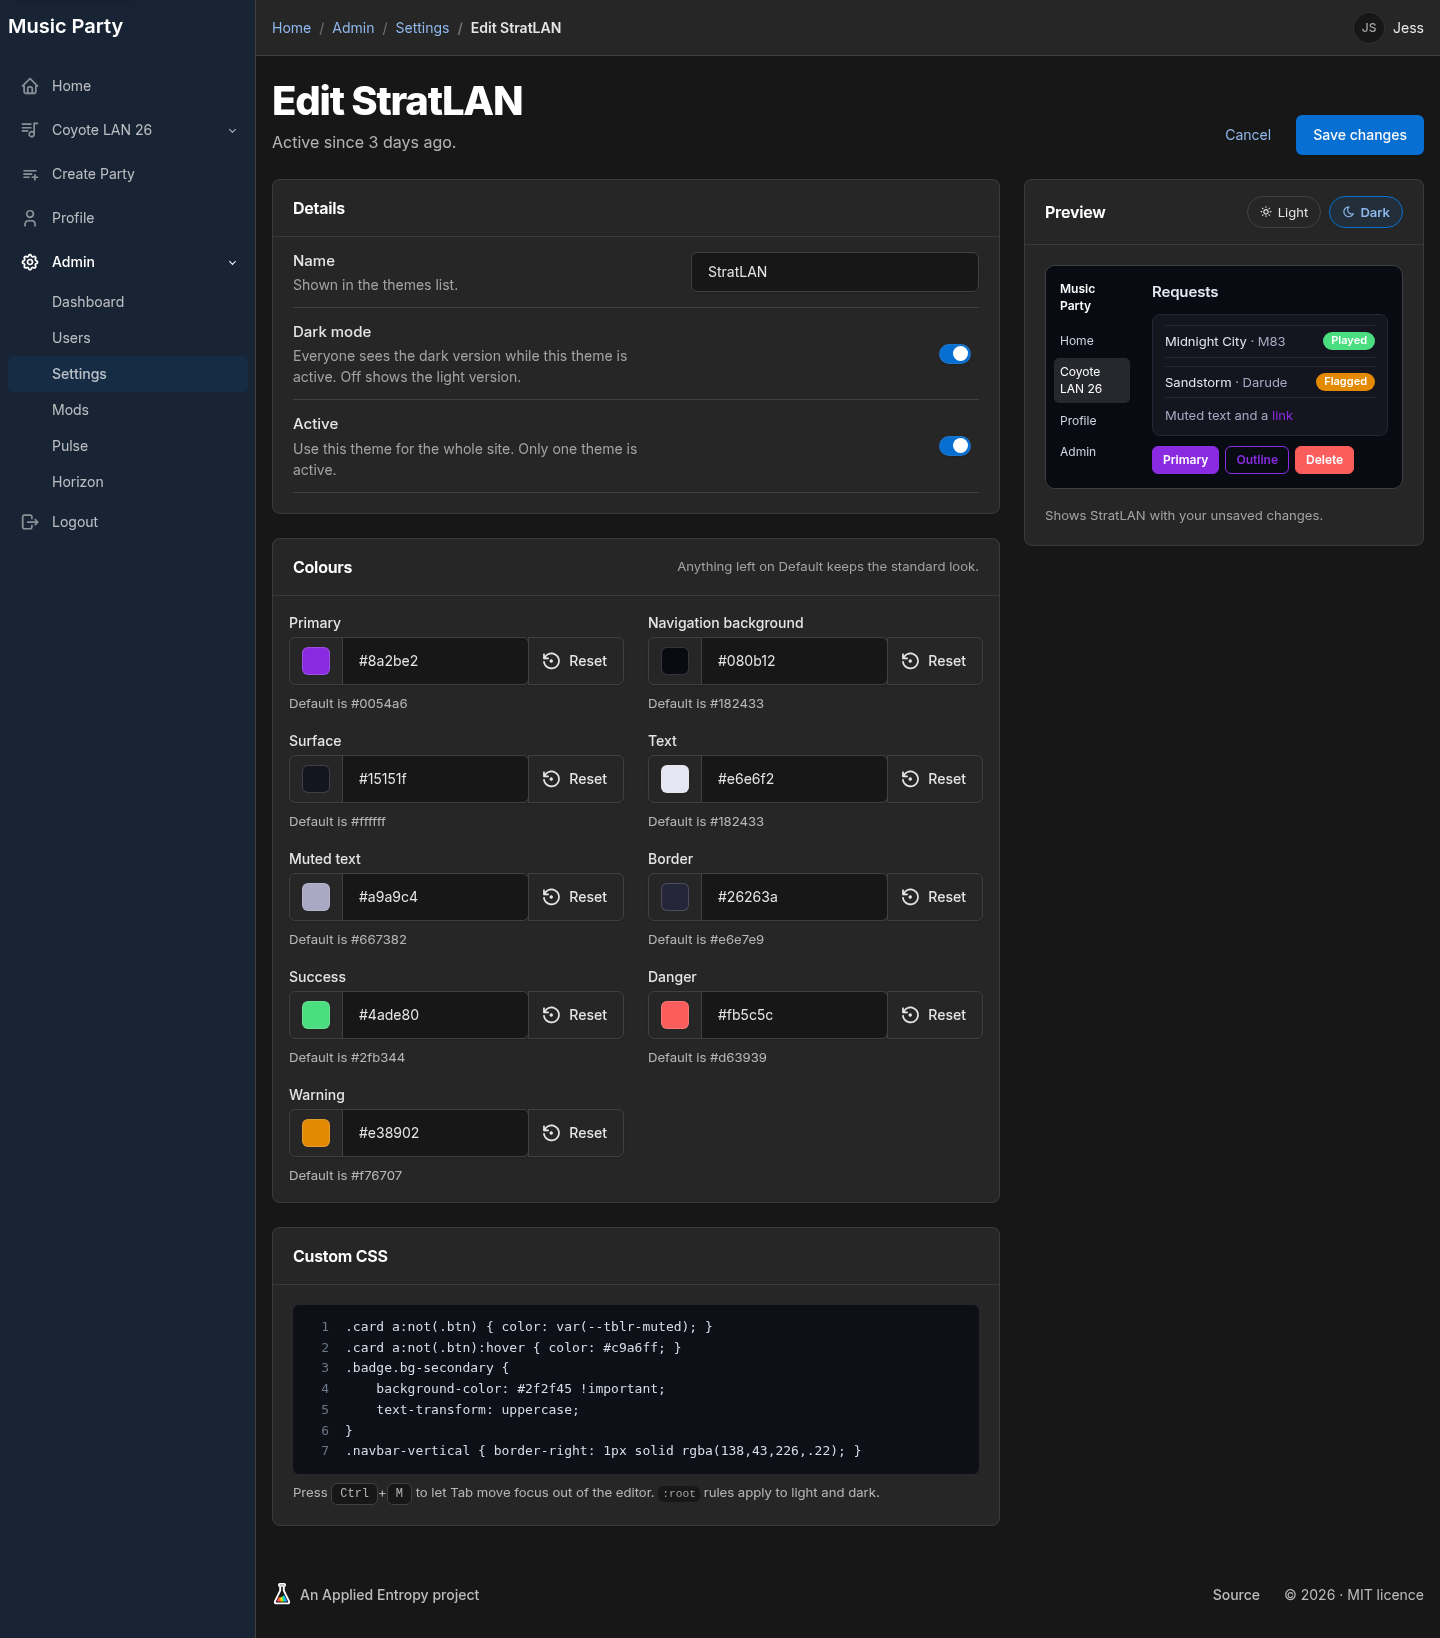 Music Party
Home
Coyote LAN 26
Create Party
Profile
Admin
Dashboard
Users
Settings
Mods
Pulse
Horizon
Logout
Home / Admin / Settings / Edit StratLAN
JS Jess
Edit StratLAN
Active since 3 days ago.
Cancel
Save changes
Details
Name
Shown in the themes list.
StratLAN
Dark mode
Everyone sees the dark version while this theme is
active. Off shows the light version.
Active
Use this theme for the whole site. Only one theme is
active.
Preview
Light
Dark
Music
Party
Home
Coyote
LAN 26
Profile
Admin
Requests
Midnight City · M83
Played
Sandstorm · Darude
Flagged
Muted text and a link
Primary
Outline
Delete
Shows StratLAN with your unsaved changes.
Colours
Anything left on Default keeps the standard look.
Primary
#8a2be2
Reset
Default is #0054a6
Navigation background
#080b12
Reset
Default is #182433
Surface
#15151f
Reset
Default is #ffffff
Text
#e6e6f2
Reset
Default is #182433
Muted text
#a9a9c4
Reset
Default is #667382
Border
#26263a
Reset
Default is #e6e7e9
Success
#4ade80
Reset
Default is #2fb344
Danger
#fb5c5c
Reset
Default is #d63939
Warning
#e38902
Reset
Default is #f76707
Custom CSS
1 .card a:not(.btn) { color: var(--tblr-muted); }
2 .card a:not(.btn):hover { color: #c9a6ff; }
3 .badge.bg-secondary {
4     background-color: #2f2f45 !important;
5     text-transform: uppercase;
6 }
7 .navbar-vertical { border-right: 1px solid rgba(138,43,226,.22); }
Press Ctrl+M to let Tab move focus out of the editor. :root rules apply to light and dark.
An Applied Entropy project
Source
© 2026 · MIT licence